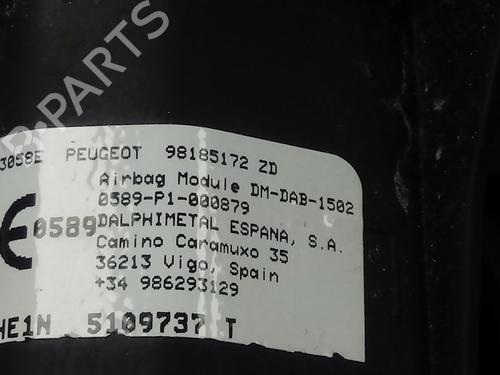 B-PARTS
3058E PEUGEOT 98185172 ZD
Airbag Module DM-DAB-1502
0589-P1-000879
0589 DALPHIMETAL ESPANA, S.A.
Camino Caramuxo 35
36213 Vigo, Spain
+34 986293129
HE1N 5109737 T